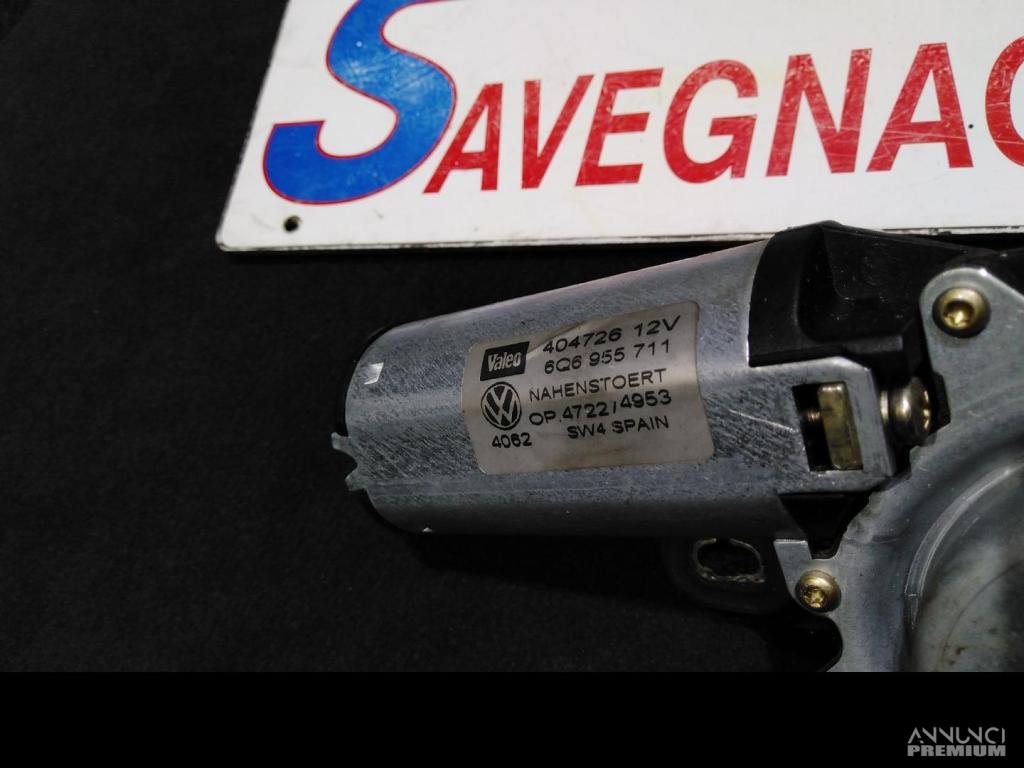 SAVEGNAG
Valeo 404726 12V
6Q6 955 711
NAHENSTOERT
OP.4722/4953
4062 SW4 SPAIN
ANNUNCI
PREMIUM